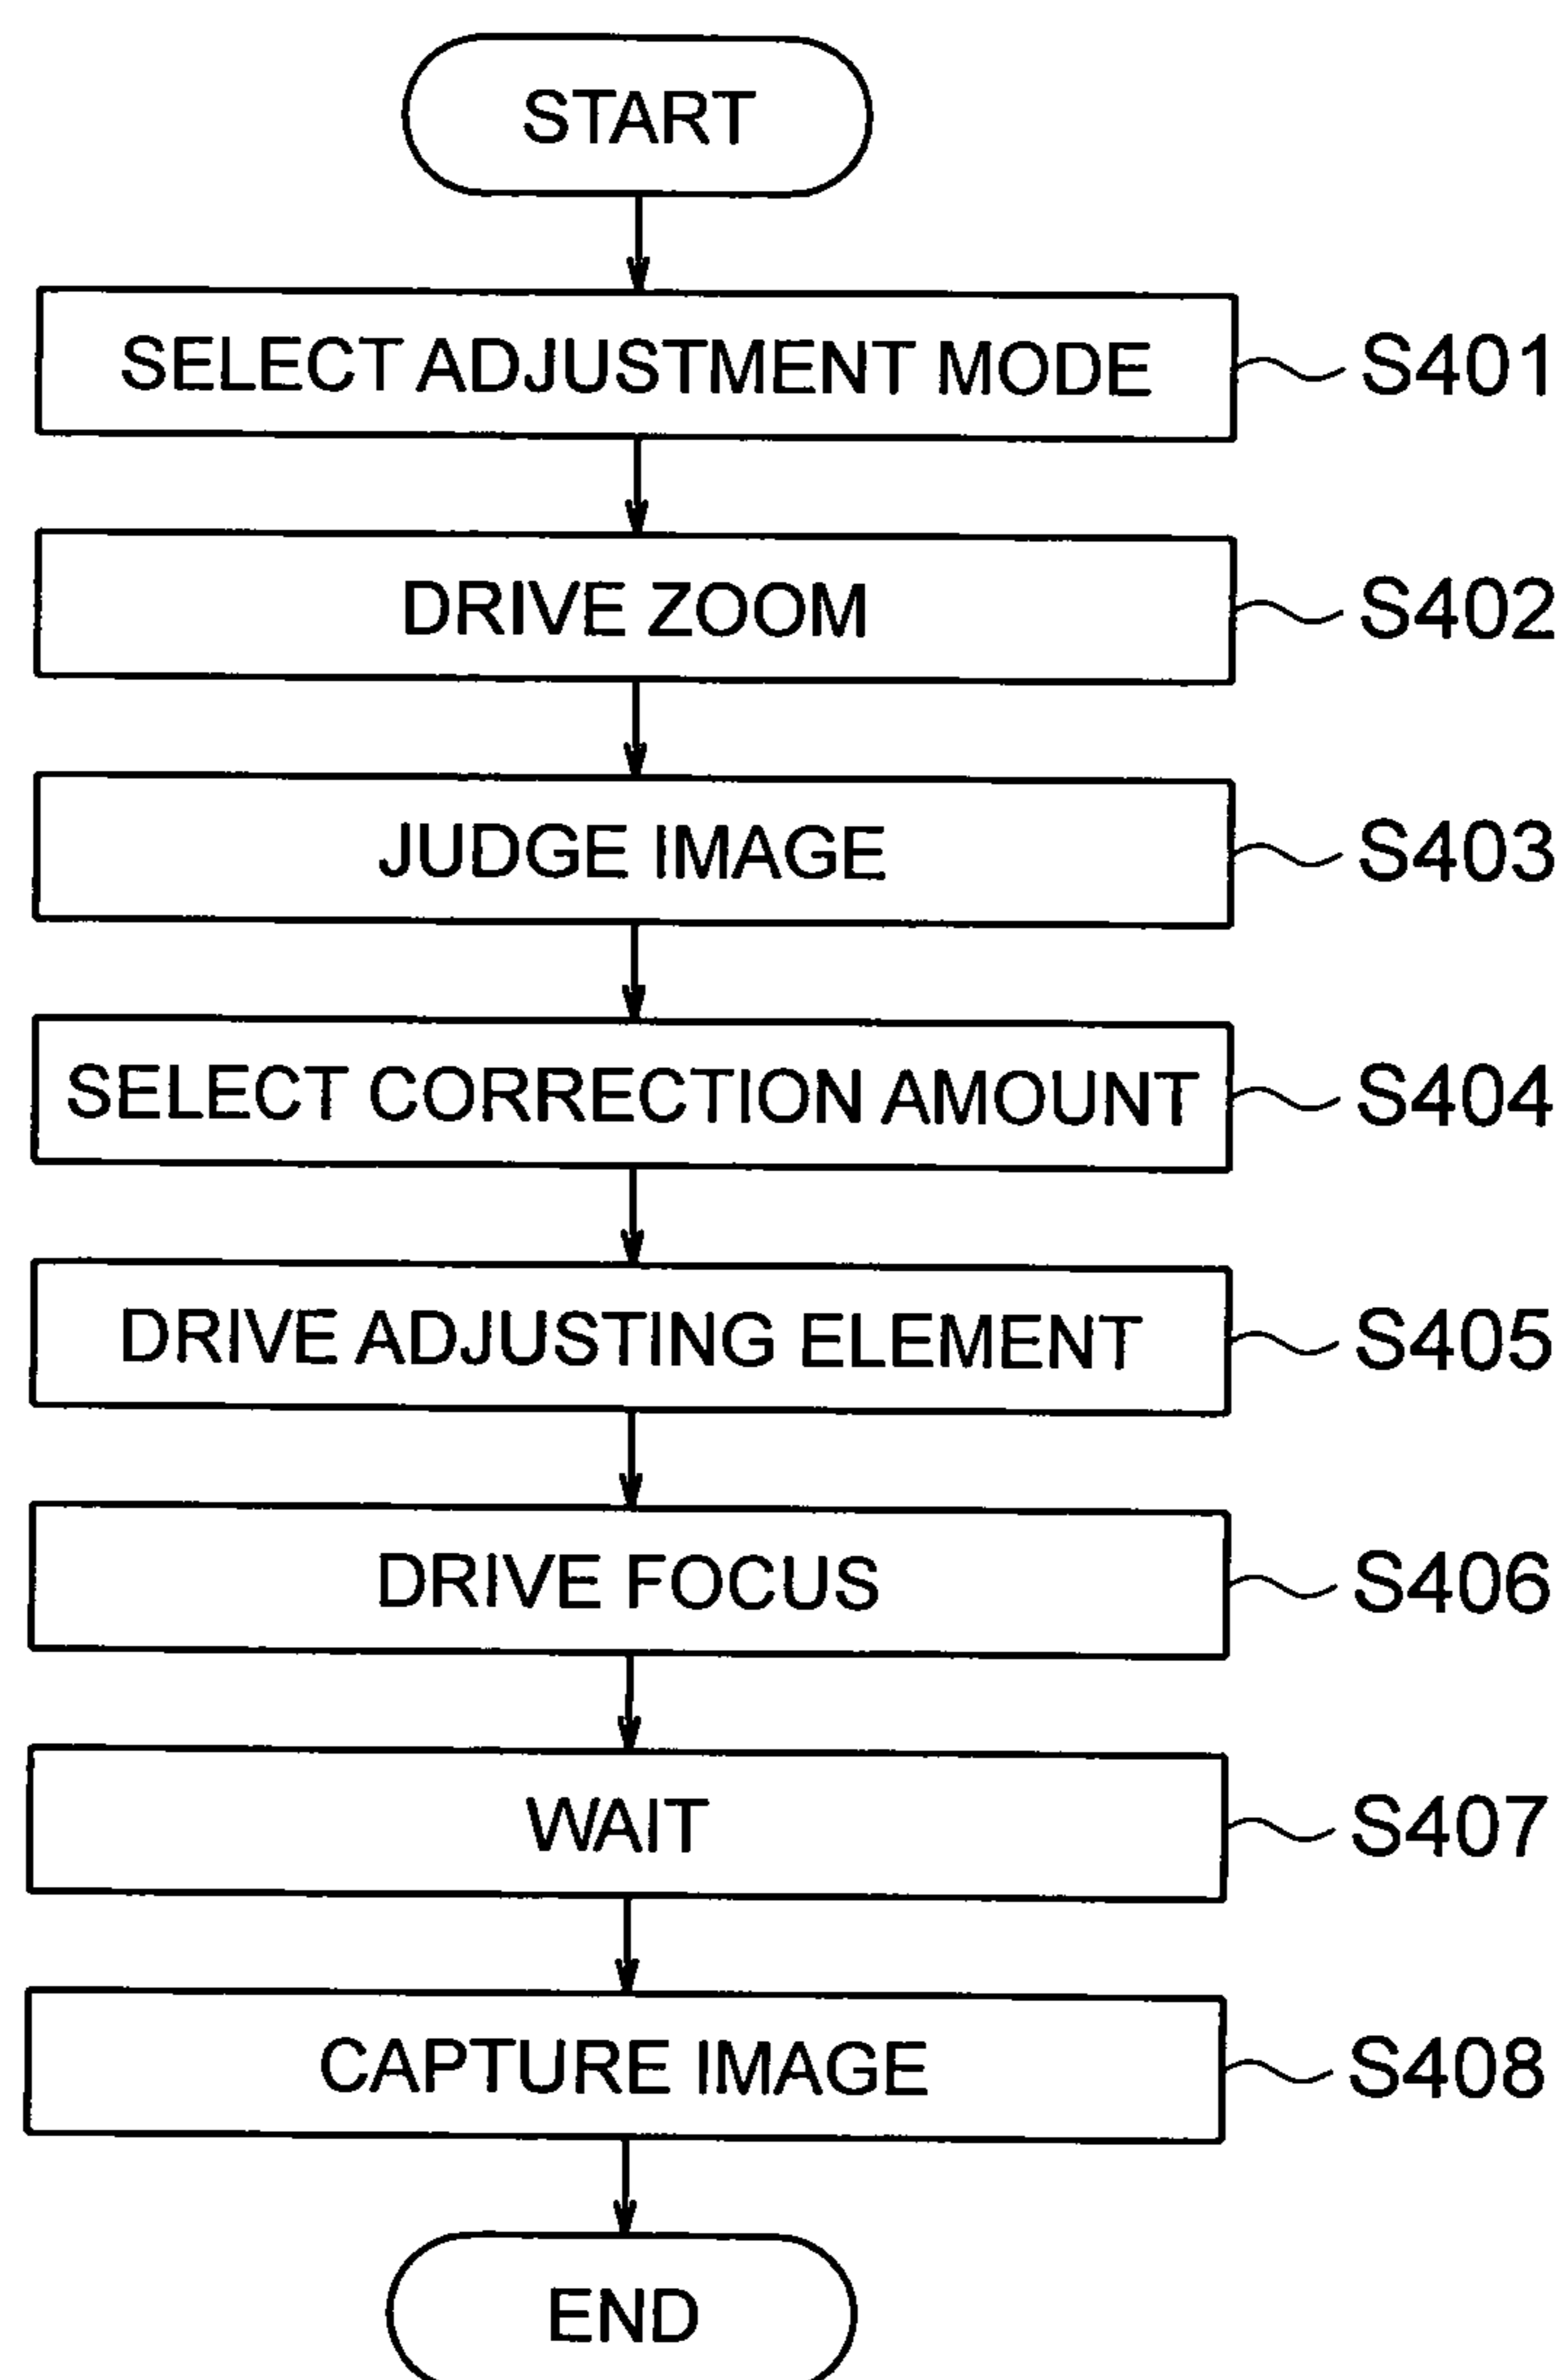 START
SELECT ADJUSTMENT MODE S401
DRIVE ZOOM S402
JUDGE IMAGE S403
SELECT CORRECTION AMOUNT S404
DRIVE ADJUSTING ELEMENT S405
DRIVE FOCUS S406
WAIT S407
CAPTURE IMAGE S408
END